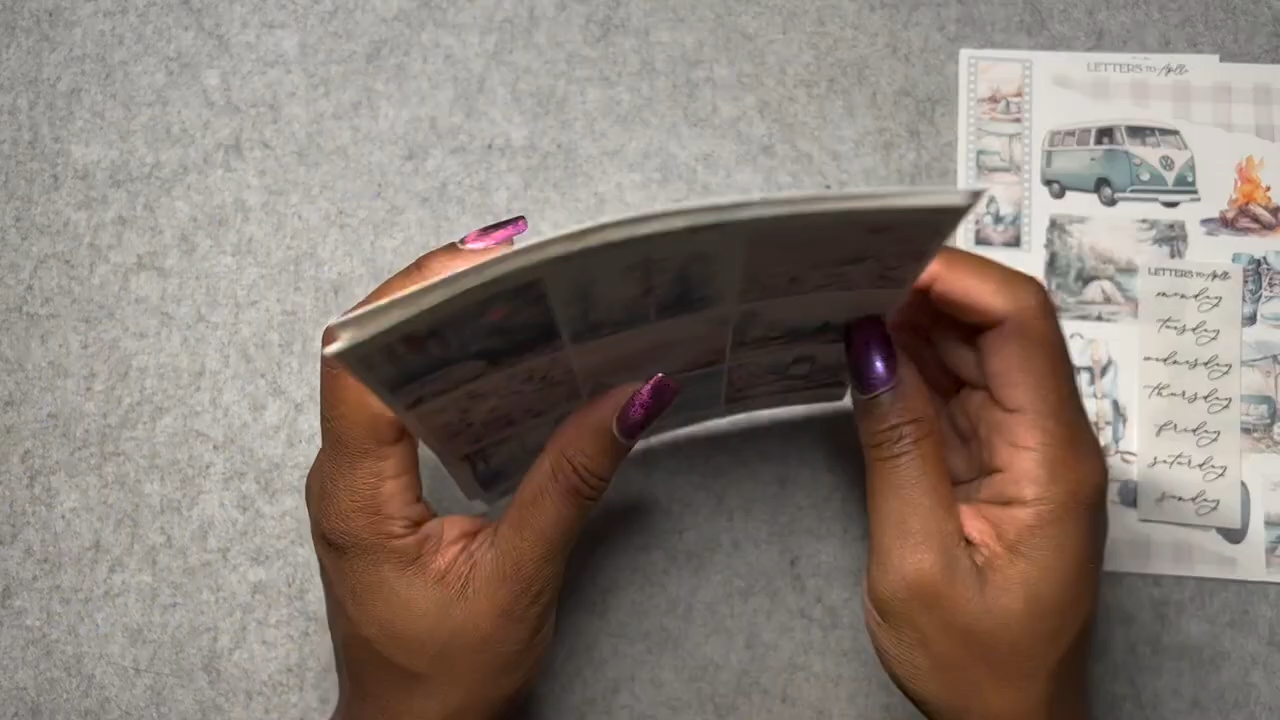 LETTERS TO Apollo
LETTERS TO Apollo
monday
tuesday
wednesday
thursday
friday
saturday
sunday